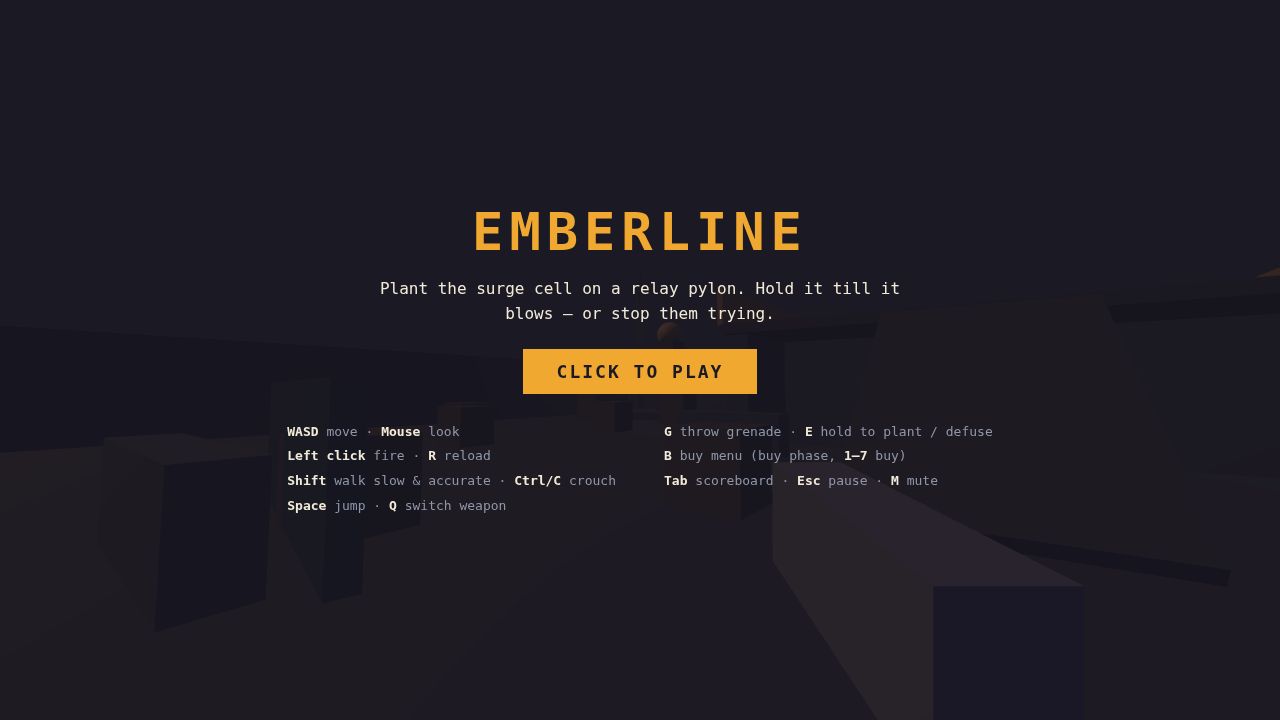 EMBERLINE
Plant the surge cell on a relay pylon. Hold it till it
blows — or stop them trying.
CLICK TO PLAY
WASD move · Mouse look
Left click fire · R reload
Shift walk slow & accurate · Ctrl/C crouch
Space jump · Q switch weapon
G throw grenade · E hold to plant / defuse
B buy menu (buy phase, 1–7 buy)
Tab scoreboard · Esc pause · M mute